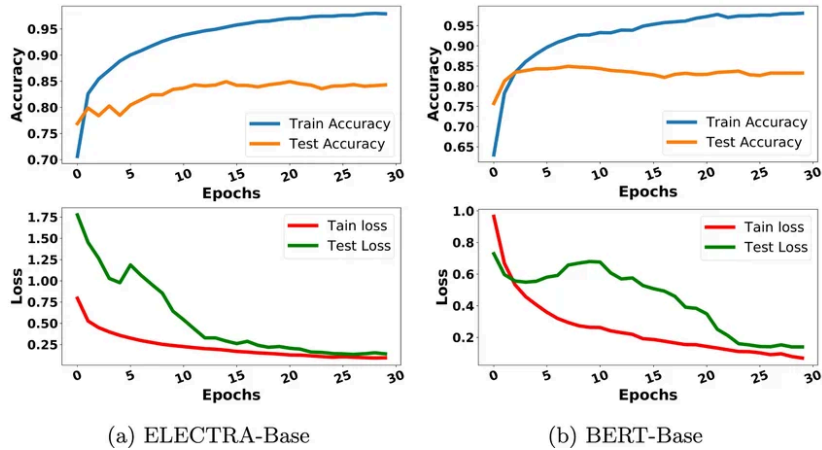 0.95
0.90
0.85
0.80
0.75
0.70
Accuracy
Train Accuracy
Test Accuracy
0 5 10 15 20 25 30
Epochs
0.95
0.90
0.85
0.80
0.75
0.70
0.65
Accuracy
Train Accuracy
Test Accuracy
0 5 10 15 20 25 30
Epochs
1.75
1.50
1.25
1.00
0.75
0.50
0.25
Loss
Tain loss
Test Loss
0 5 10 15 20 25 30
Epochs
1.0
0.8
0.6
0.4
0.2
Loss
Tain loss
Test Loss
0 5 10 15 20 25 30
Epochs
(a) ELECTRA-Base
(b) BERT-Base